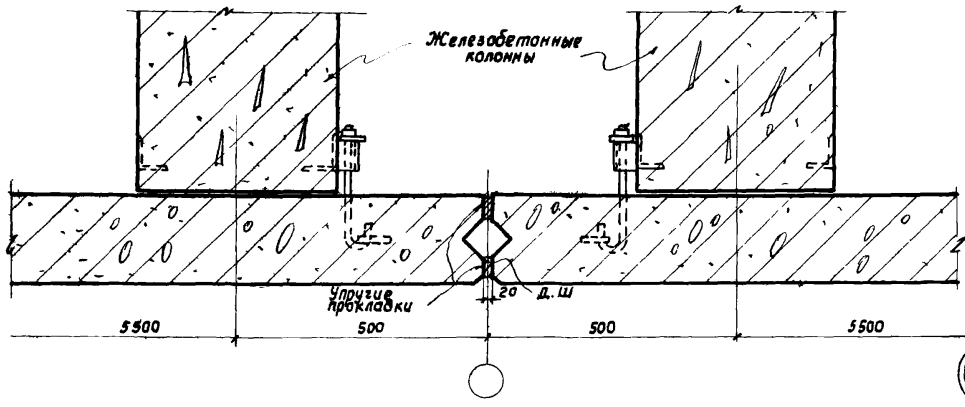 Железобетонные
колонны
Упругие
прокладки
20
д.ш
5500
500
500
5500